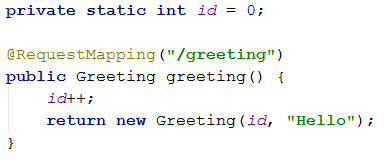 private static int id = 0;
@RequestMapping("/greeting")
public Greeting greeting() {
id++;
return new Greeting(id, "Hello");
}